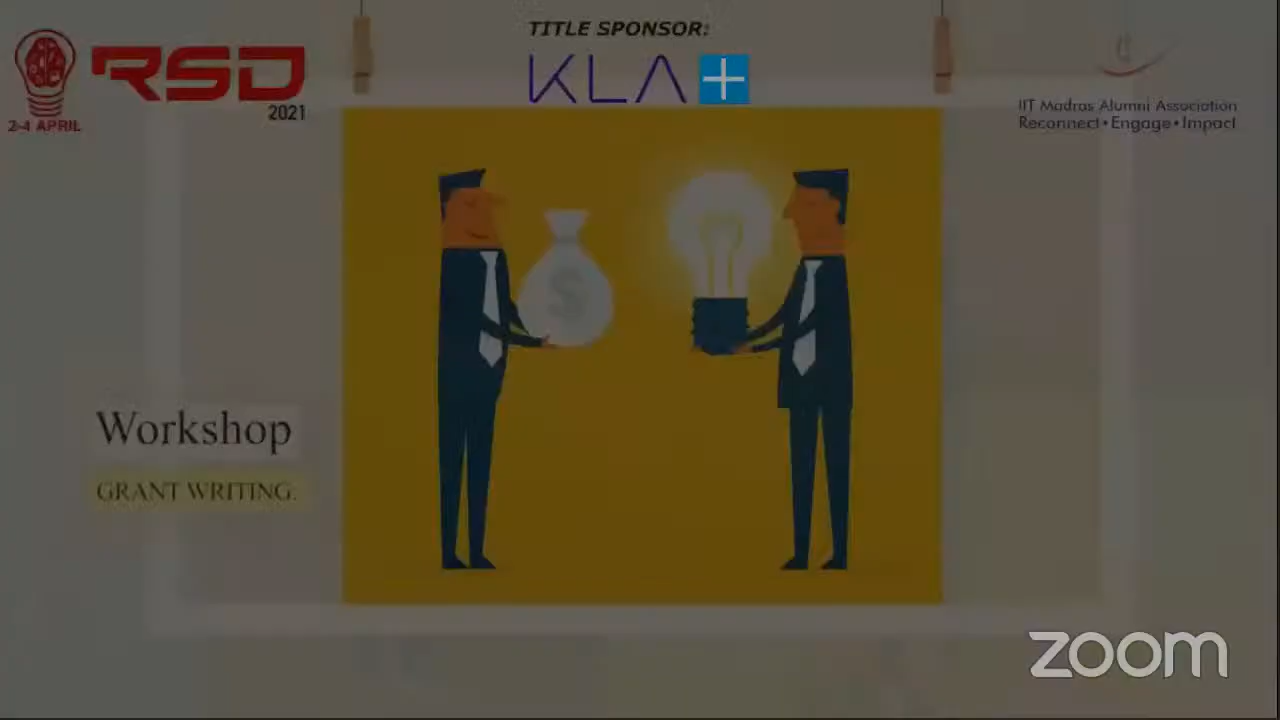 TITLE SPONSOR:
KLA+
RSD
2021
2-4 APRIL
IIT Madras Alumni Association
Reconnect•Engage•Impact
$
Workshop
GRANT WRITING.
zoom